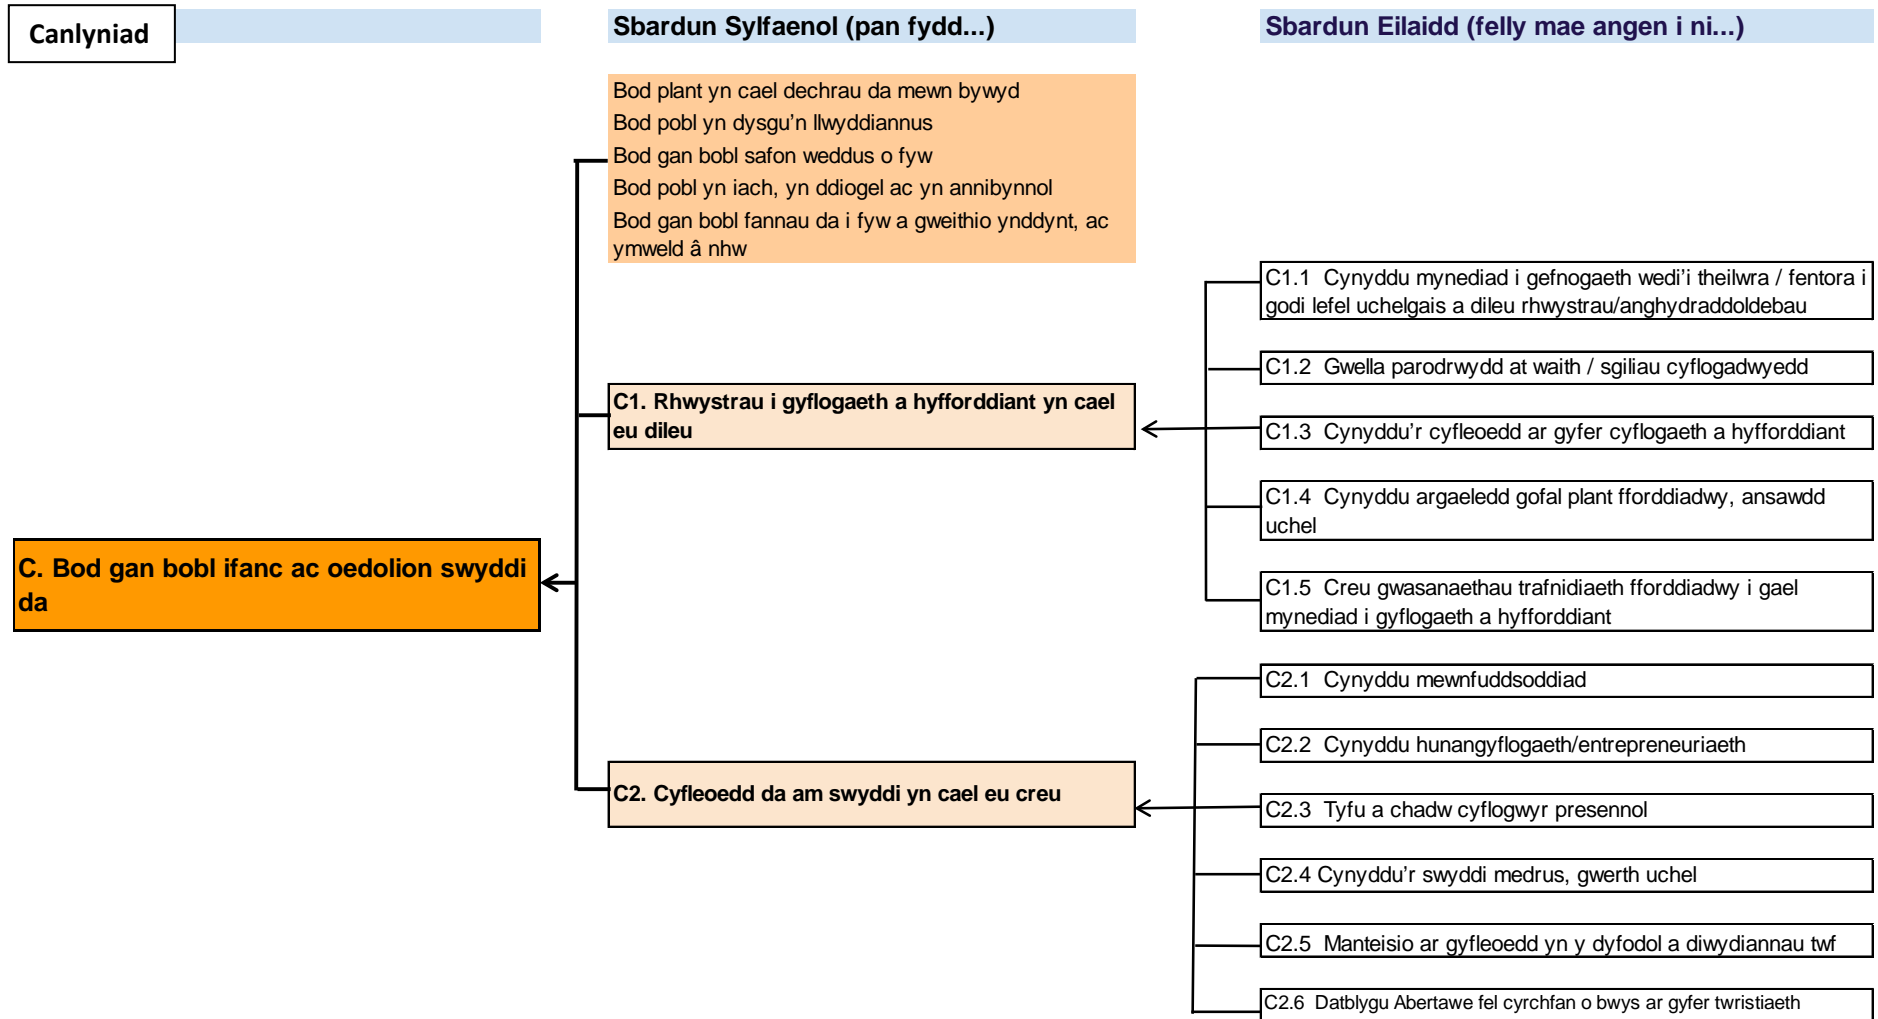 Canlyniad
Sbardun Sylfaenol (pan fydd...)
Sbardun Eilaidd (felly mae angen i ni...)
Bod plant yn cael dechrau da mewn bywyd
Bod pobl yn dysgu'n llwyddiannus
Bod gan bobl safon weddus o fyw
Bod pobl yn iach, yn ddiogel ac yn annibynnol
Bod gan bobl fannau da i fyw a gweithio ynddynt, ac
ymweld â nhw
C1. Rhwystrau i gyflogaeth a hyfforddiant yn cael
eu dileu
C. Bod gan bobl ifanc ac oedolion swyddi
da
C2. Cyfleoedd da am swyddi yn cael eu creu
C1.1 Cynyddu mynediad i gefnogaeth wedi’i theilwra / fentora i
godi lefel uchelgais a dileu rhwystrau/anghydraddoldebau
C1.2 Gwella parodrwydd at waith / sgiliau cyflogadwyedd
C1.3 Cynyddu’r cyfleoedd ar gyfer cyflogaeth a hyfforddiant
C1.4 Cynyddu argaeledd gofal plant fforddiadwy, ansawdd
uchel
C1.5 Creu gwasanaethau trafnidiaeth fforddiadwy i gael
mynediad i gyflogaeth a hyfforddiant
C2.1 Cynyddu mewnfuddsoddiad
C2.2 Cynyddu hunangyflogaeth/entrepreneuriaeth
C2.3 Tyfu a chadw cyflogwyr presennol
C2.4 Cynyddu’r swyddi medrus, gwerth uchel
C2.5 Manteisio ar gyfleoedd yn y dyfodol a diwydiannau twf
C2.6 Datblygu Abertawe fel cyrchfan o bwys ar gyfer twristiaeth